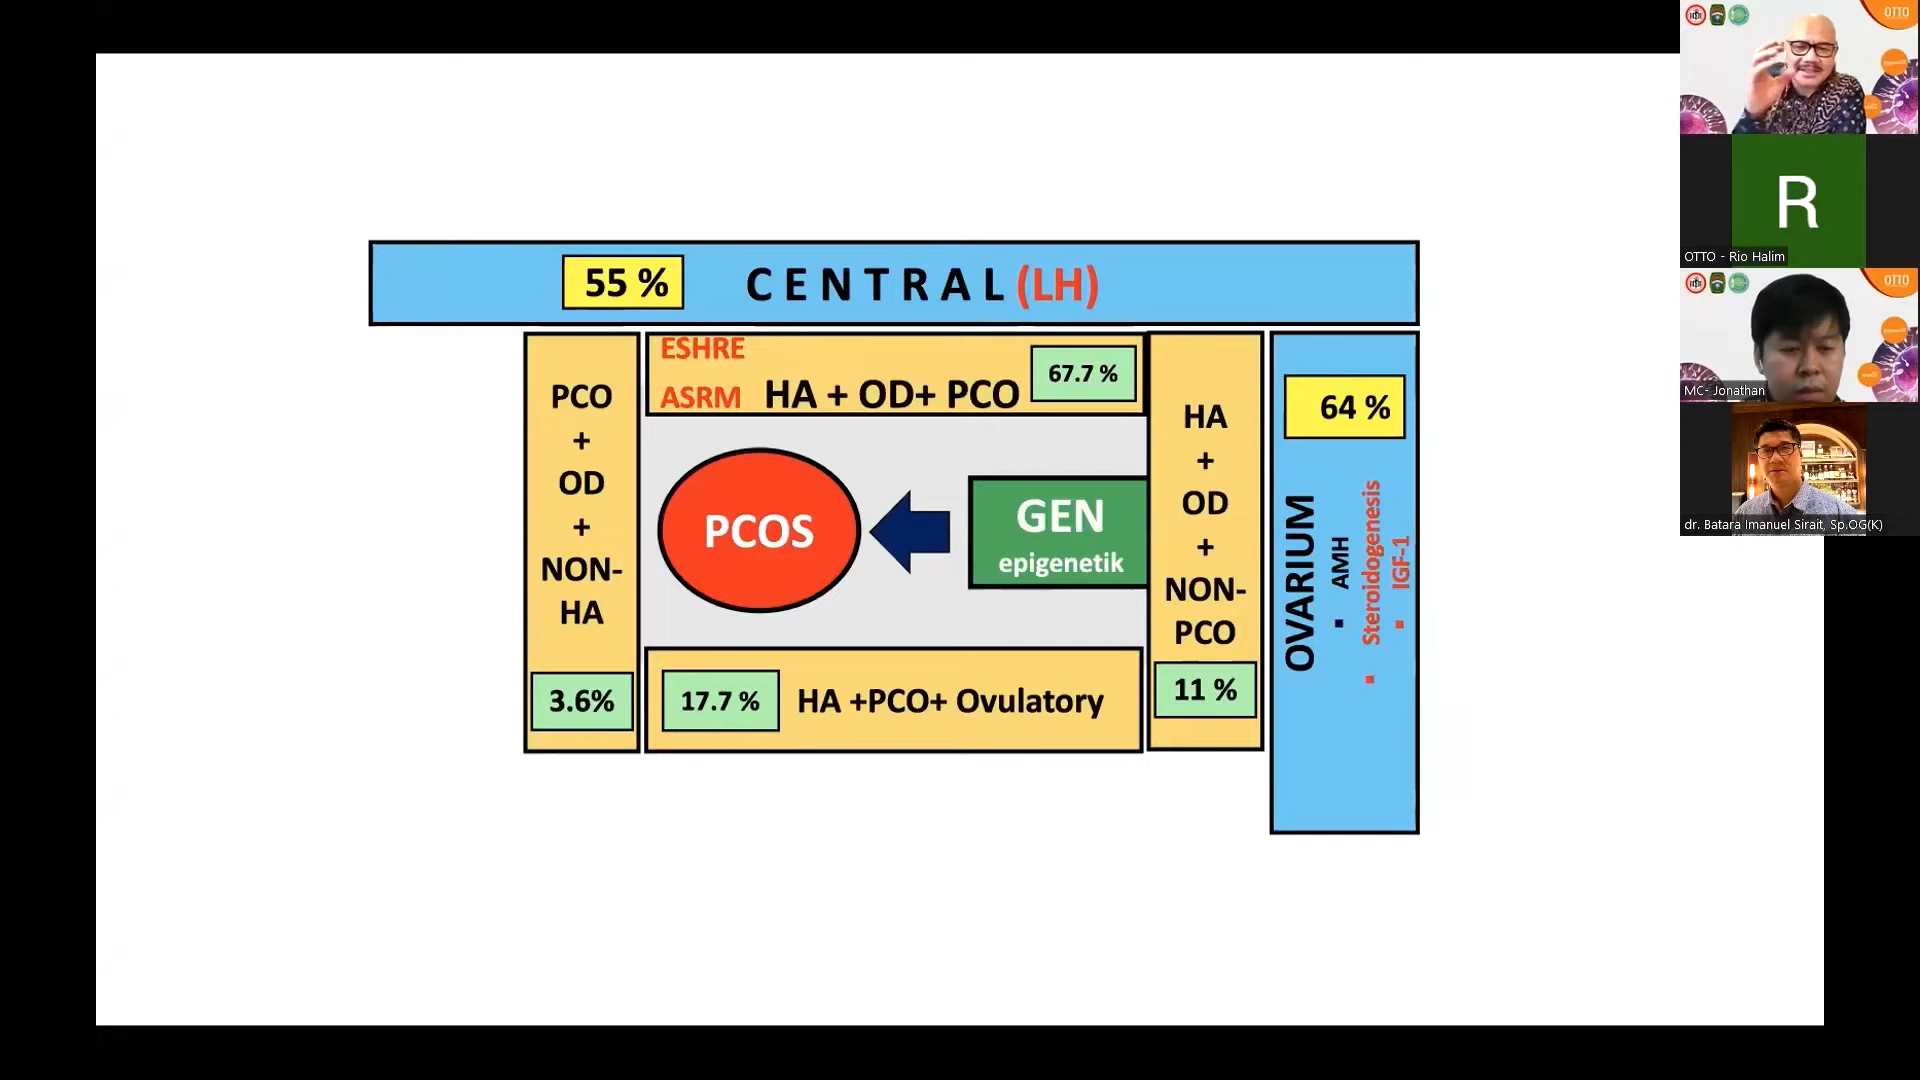 55 %
C E N T R A L (LH)
ESHRE
ASRM
HA + OD+ PCO
67.7 %
PCO
+
OD
+
NON-
HA
3.6%
PCOS
GEN
epigenetik
17.7 %
HA +PCO+ Ovulatory
HA
+
OD
+
NON-
PCO
11 %
64 %
OVARIUM
▪ AMH
▪ Steroidogenesis
▪ IGF-1
OTTO
R
OTTO - Rio Halim
OTTO
MC- Jonathan
dr. Batara Imanuel Sirait, Sp.OG(K)